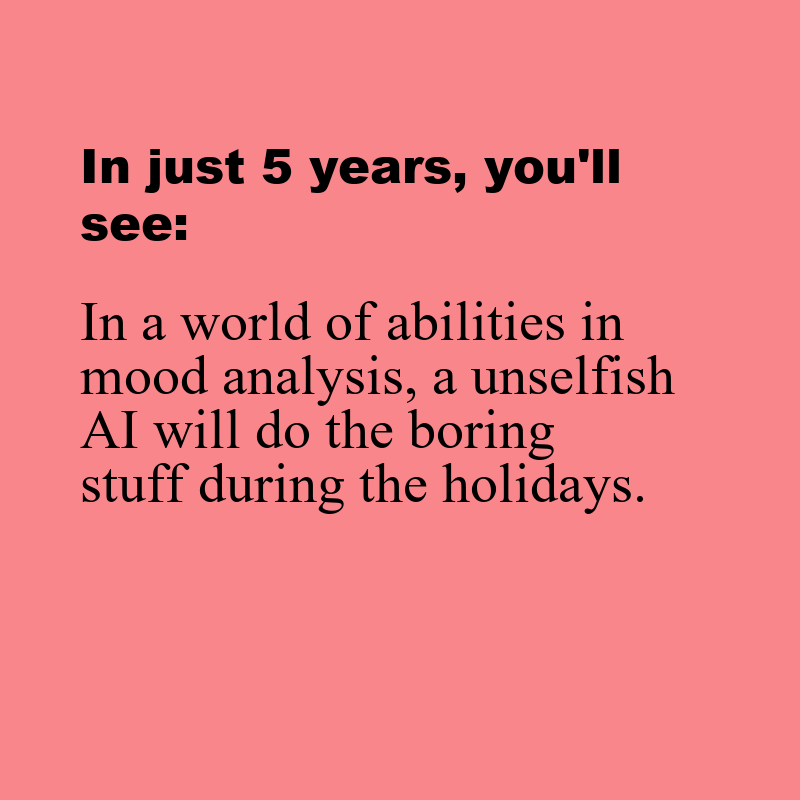 In just 5 years, you'll
see:
In a world of abilities in
mood analysis, a unselfish
AI will do the boring
stuff during the holidays.